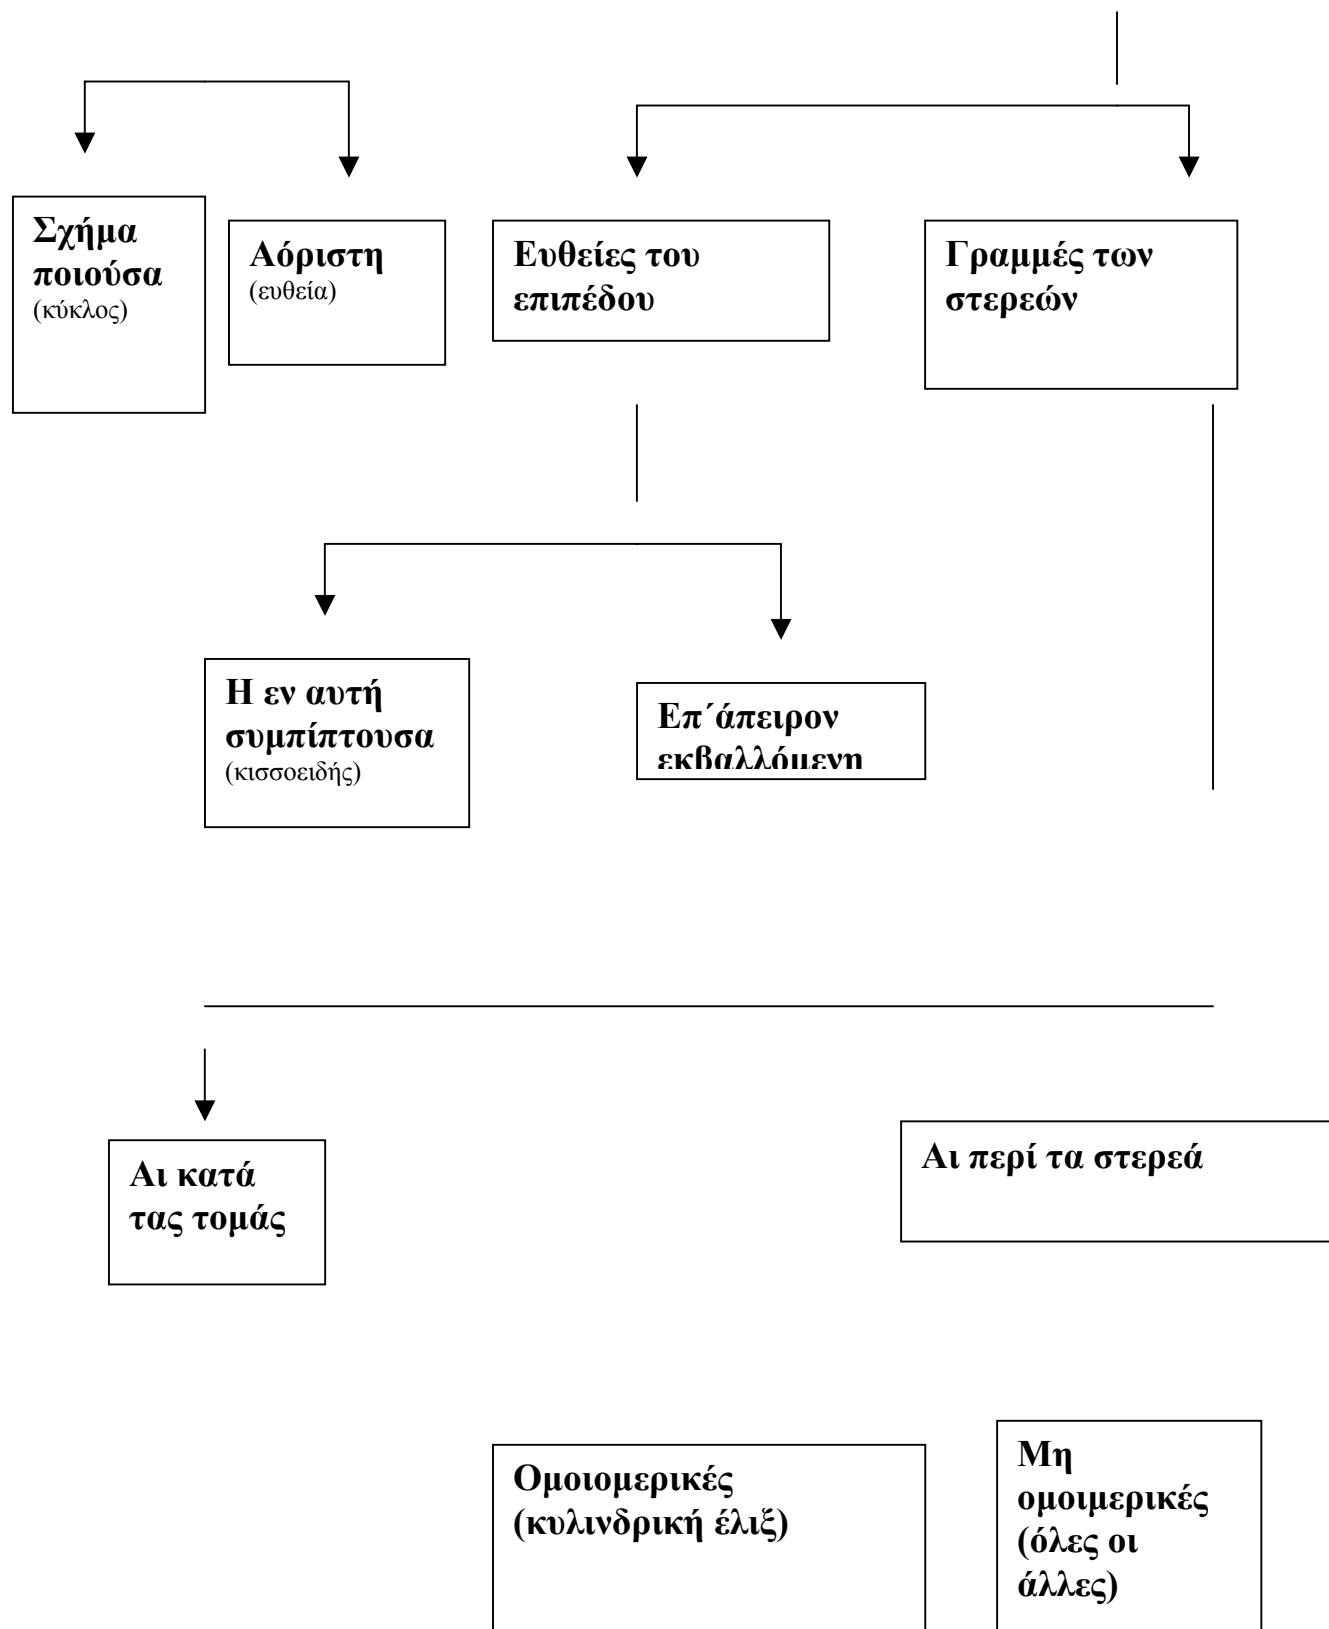 Σχήμα
ποιούσα
(κύκλος)
Αόριστη
(ευθεία)
Ευθείες του
επιπέδου
Γραμμές των
στερεών
Η εν αυτή
συμπίπτουσα
(κισσοειδής)
Επ΄άπειρον
εκβαλλόμενη
Αι κατά
τας τομάς
Αι περί τα στερεά
Ομοιομερικές
(κυλινδρική έλιξ)
Μη
ομοιμερικές
(όλες οι
άλλες)